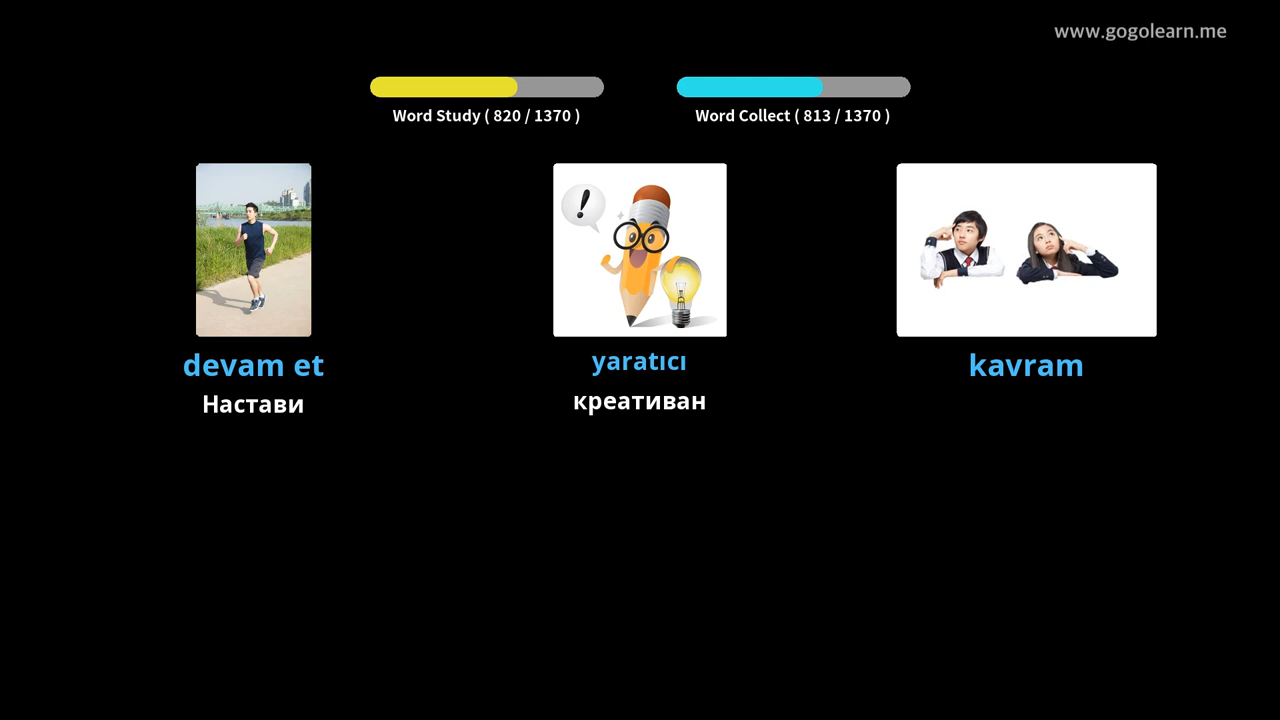 www.gogolearn.me
Word Study ( 820 / 1370 )
Word Collect ( 813 / 1370 )
devam et
Настави
yaratıcı
креативан
kavram